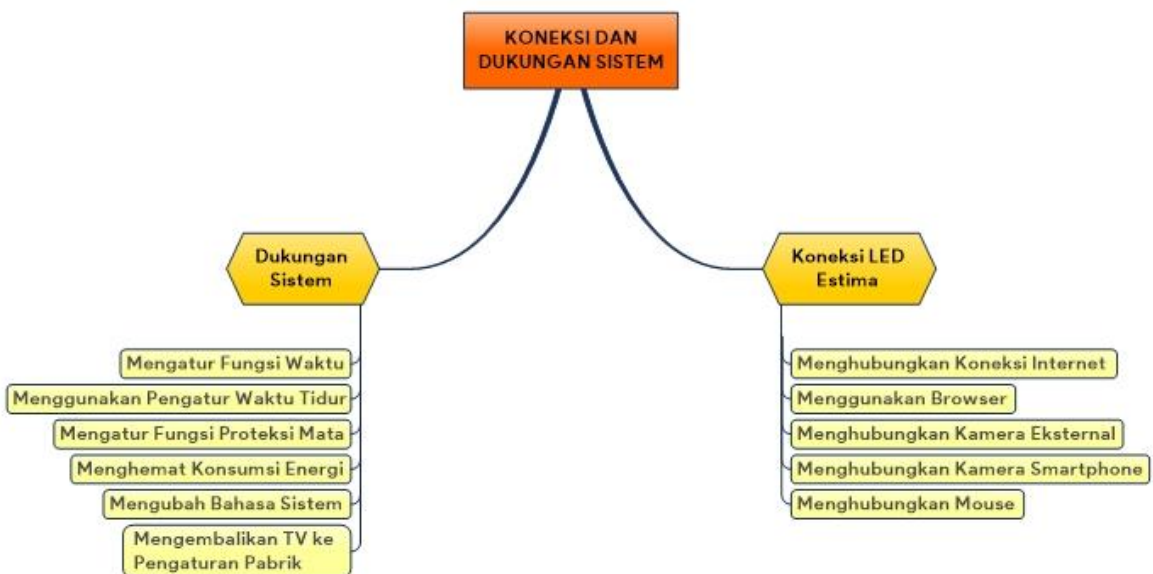 KONEKSI DAN
DUKUNGAN SISTEM
Dukungan
Sistem
Mengatur Fungsi Waktu
Menggunakan Pengatur Waktu Tidur
Mengatur Fungsi Proteksi Mata
Menghemat Konsumsi Energi
Mengubah Bahasa Sistem
Mengembalikan TV ke
Pengaturan Pabrik
Koneksi LED
Estima
Menghubungkan Koneksi Internet
Menggunakan Browser
Menghubungkan Kamera Eksternal
Menghubungkan Kamera Smartphone
Menghubungkan Mouse